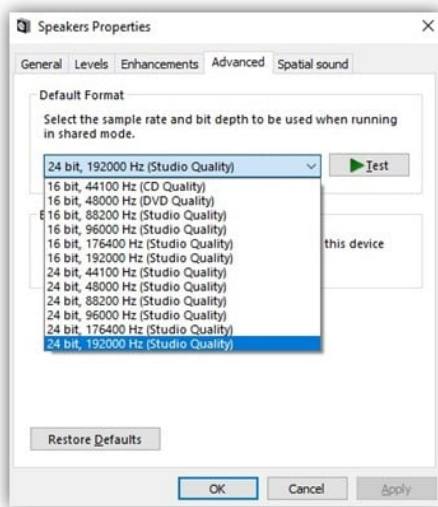 Speakers Properties
General Levels Enhancements Advanced Spatial sound
Default Format
Select the sample rate and bit depth to be used when running
in shared mode.
24 bit, 192000 Hz (Studio Quality)
Test
16 bit, 44100 Hz (CD Quality)
16 bit, 48000 Hz (DVD Quality)
16 bit, 88200 Hz (Studio Quality)
16 bit, 96000 Hz (Studio Quality)
16 bit, 176400 Hz (Studio Quality)
16 bit, 192000 Hz (Studio Quality)
24 bit, 44100 Hz (Studio Quality)
24 bit, 48000 Hz (Studio Quality)
24 bit, 88200 Hz (Studio Quality)
24 bit, 96000 Hz (Studio Quality)
24 bit, 176400 Hz (Studio Quality)
24 bit, 192000 Hz (Studio Quality)
this device
Restore Defaults
OK Cancel Apply